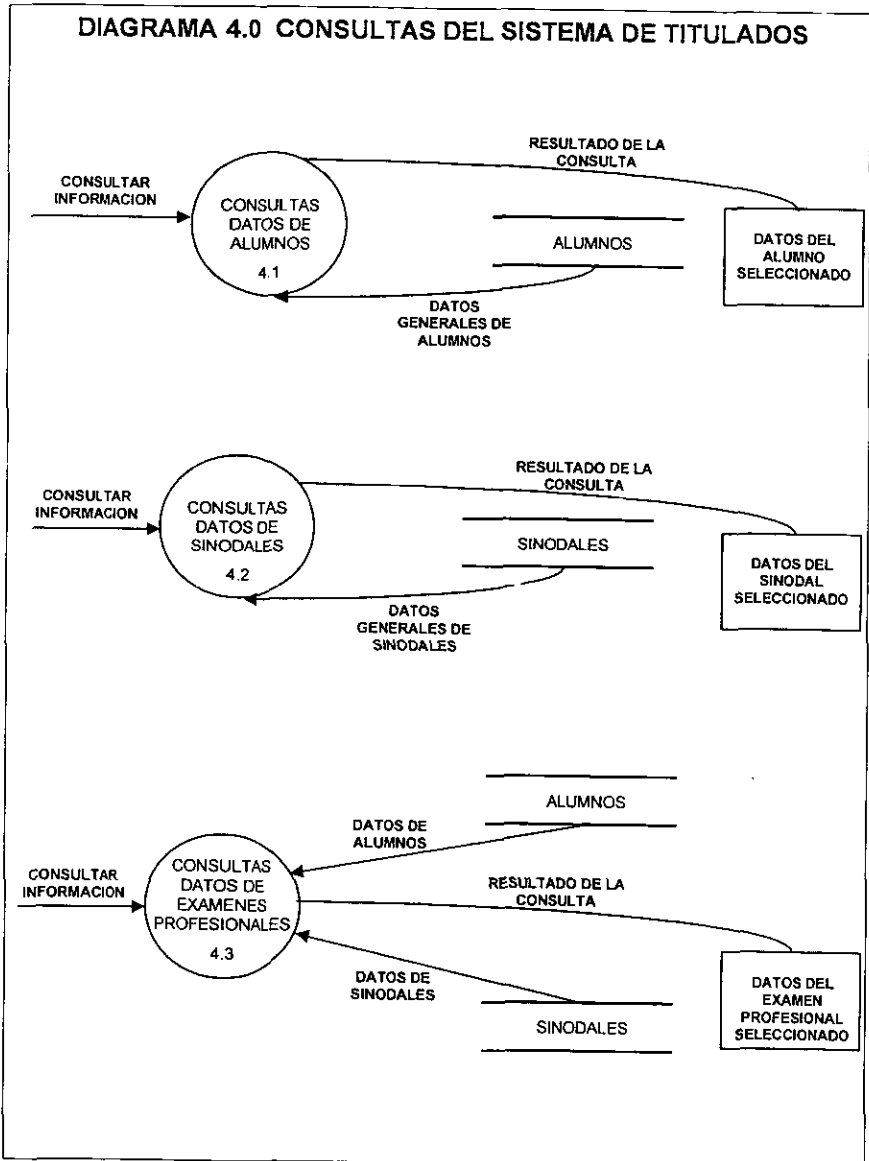 DIAGRAMA 4.0 CONSULTAS DEL SISTEMA DE TITULADOS
RESULTADO DE LA
CONSULTA
CONSULTAR
INFORMACION
CONSULTAS
DATOS DE
ALUMNOS
4.1
ALUMNOS
DATOS DEL
ALUMNO
SELECCIONADO
DATOS
GENERALES DE
ALUMNOS
RESULTADO DE LA
CONSULTA
CONSULTAR
INFORMACION
CONSULTAS
DATOS DE
SINODALES
4.2
SINODALES
DATOS DEL
SINODAL
SELECCIONADO
DATOS
GENERALES DE
SINODALES
ALUMNOS
DATOS DE
ALUMNOS
CONSULTAR
INFORMACION
CONSULTAS
DATOS DE
EXAMENES
PROFESIONALES
4.3
RESULTADO DE LA
CONSULTA
DATOS DE
SINODALES
SINODALES
DATOS DEL
EXAMEN
PROFESIONAL
SELECCIONADO